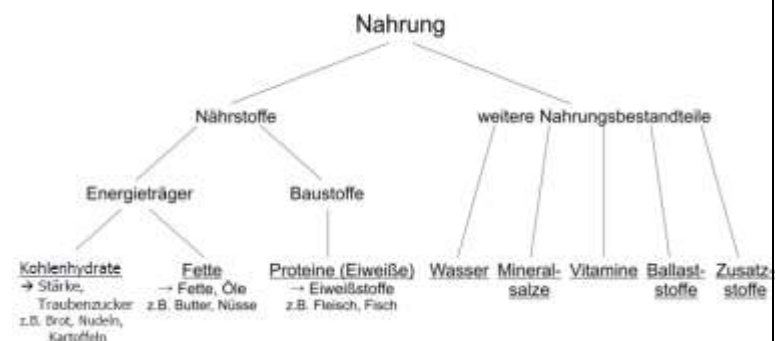 Nahrung
Nährstoffe
weitere Nahrungsbestandteile
Energieträger
Baustoffe
Kohlenhydrate
→ Stärke,
Traubenzucker
z.B. Brot, Nudeln,
Kartoffeln
Fette
→ Fette, Öle
z.B. Butter, Nüsse
Proteine (Eiweiße)
→ Eiweißstoffe
z.B. Fleisch, Fisch
Wasser
Mineral-
salze
Vitamine
Ballast-
stoffe
Zusatz-
stoffe